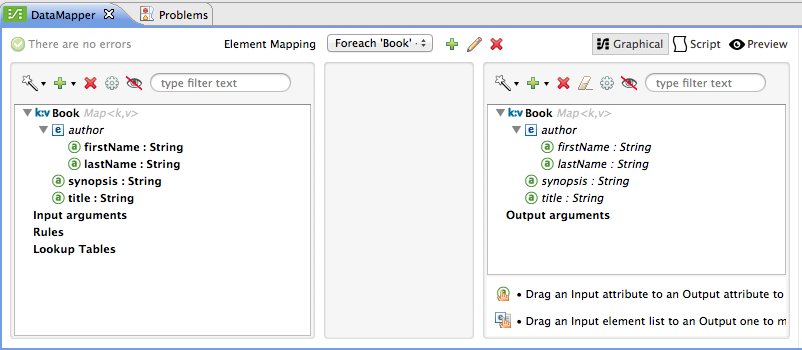 DataMapper
Problems
There are no errors
Element Mapping
Foreach 'Book' -
Graphical
Script
Preview
type filter text
k:v Book Map<k,v>
e author
a firstName : String
a lastName : String
a synopsis : String
a title : String
Input arguments
Rules
Lookup Tables
type filter text
k:v Book Map<k,v>
e author
a firstName : String
a lastName : String
a synopsis : String
a title : String
Output arguments
• Drag an Input attribute to an Output attribute to
• Drag an Input element list to an Output one to m